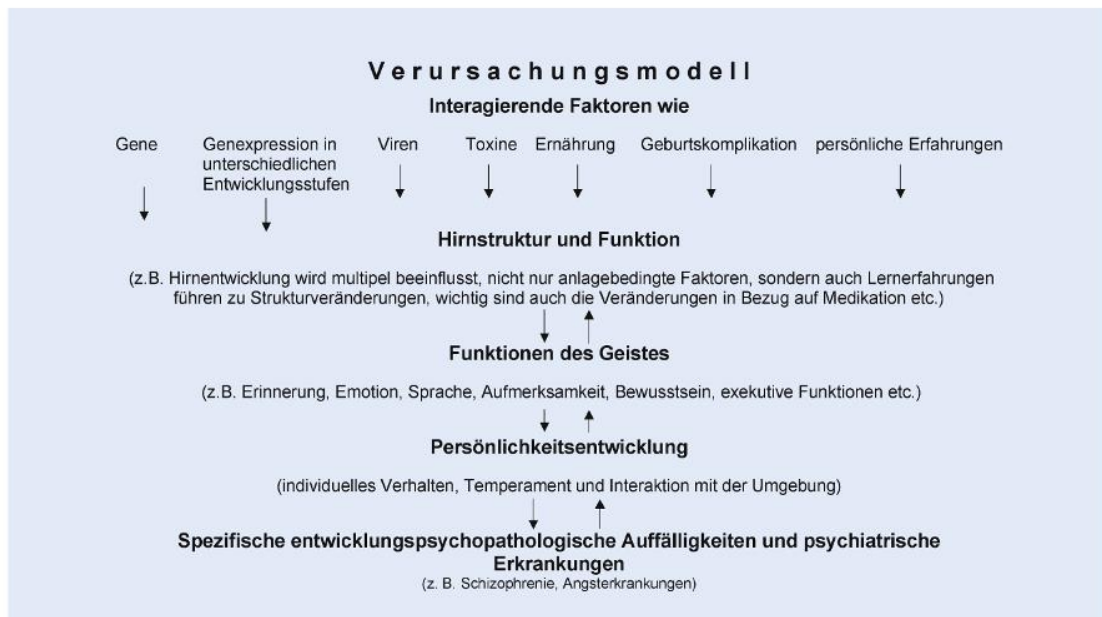 Verursachungsmodell
Interagierende Faktoren wie
Gene
Genexpression in
unterschiedlichen
Entwicklungsstufen
Viren
Toxine
Ernährung
Geburtskomplikation
persönliche Erfahrungen
Hirnstruktur und Funktion
(z.B. Hirnentwicklung wird multipel beeinflusst, nicht nur anlagebedingte Faktoren, sondern auch Lernerfahrungen
führen zu Strukturveränderungen, wichtig sind auch die Veränderungen in Bezug auf Medikation etc.)
Funktionen des Geistes
(z.B. Erinnerung, Emotion, Sprache, Aufmerksamkeit, Bewusstsein, exekutive Funktionen etc.)
Persönlichkeitsentwicklung
(individuelles Verhalten, Temperament und Interaktion mit der Umgebung)
Spezifische entwicklungspsychopathologische Auffälligkeiten und psychiatrische
Erkrankungen
(z. B. Schizophrenie, Angsterkrankungen)